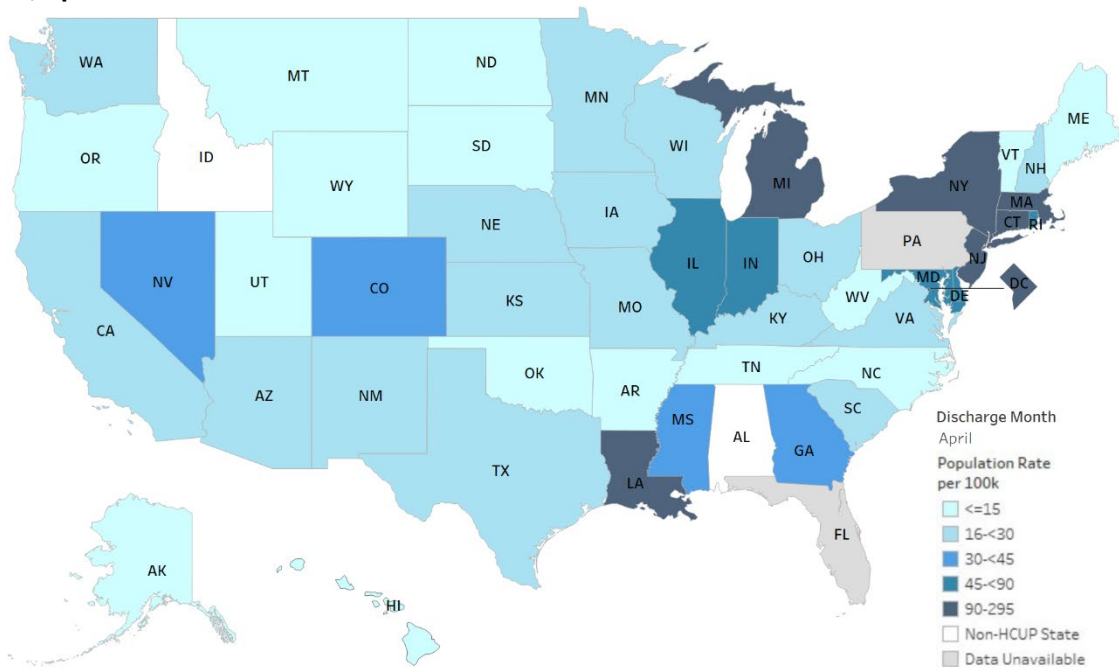 WA
MT
ND
MN
ME
OR
ID
SD
WI
VT
NH
WY
MI
NY
MA
CT
RI
NV
NE
IA
PA
NJ
UT
CO
IL
IN
OH
MD
DC
DE
CA
KS
MO
WV
VA
KY
AZ
NM
OK
AR
TN
NC
SC
MS
AL
GA
TX
LA
FL
AK
HI
Discharge Month
April
Population Rate
per 100k
<=15
16-<30
30-<45
45-<90
90-295
Non-HCUP State
Data Unavailable